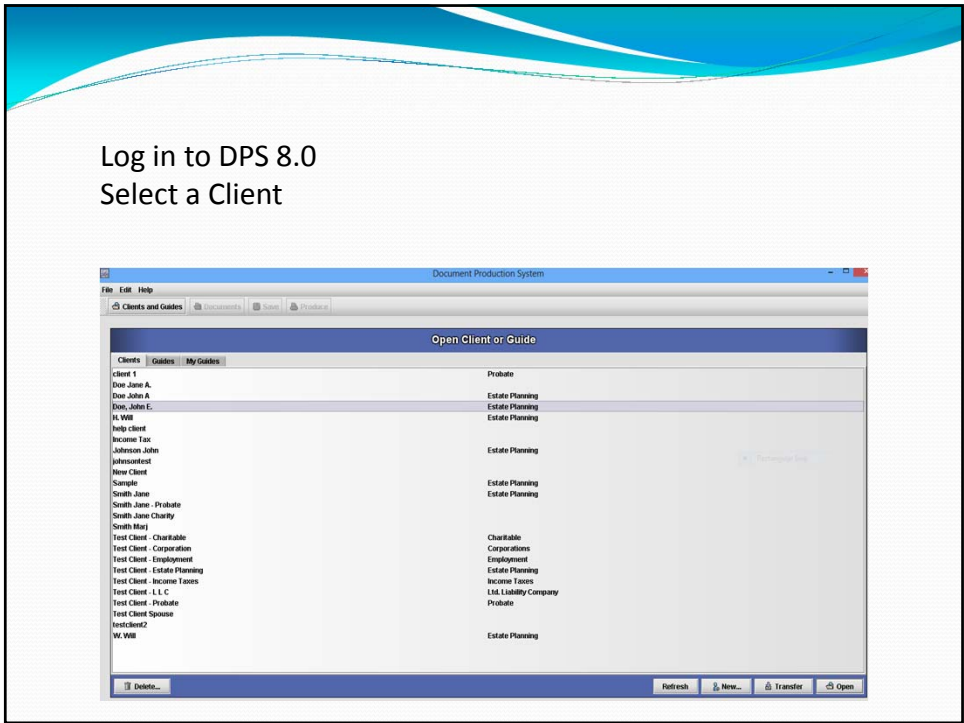 Log in to DPS 8.0
Select a Client
Document Production System
File Edit Help
Clients and Guides Documents Save Produce
Open Client or Guide
Clients Guides My Guides
client 1 Probate
Doe Jane A.
Doe John A Estate Planning
Doe, John E. Estate Planning
H. Will Estate Planning
help client
Income Tax
Johnson John Estate Planning
johnsontest
New Client
Sample Estate Planning
Smith Jane Estate Planning
Smith Jane - Probate
Smith Jane Charity
Smith Marj
Test Client - Charitable Charitable
Test Client - Corporation Corporations
Test Client - Employment Employment
Test Client - Estate Planning Estate Planning
Test Client - Income Taxes Income Taxes
Test Client - L L C Ltd. Liability Company
Test Client - Probate Probate
Test Client Spouse
testclient2
W. Will Estate Planning
Delete... Refresh New... Transfer Open